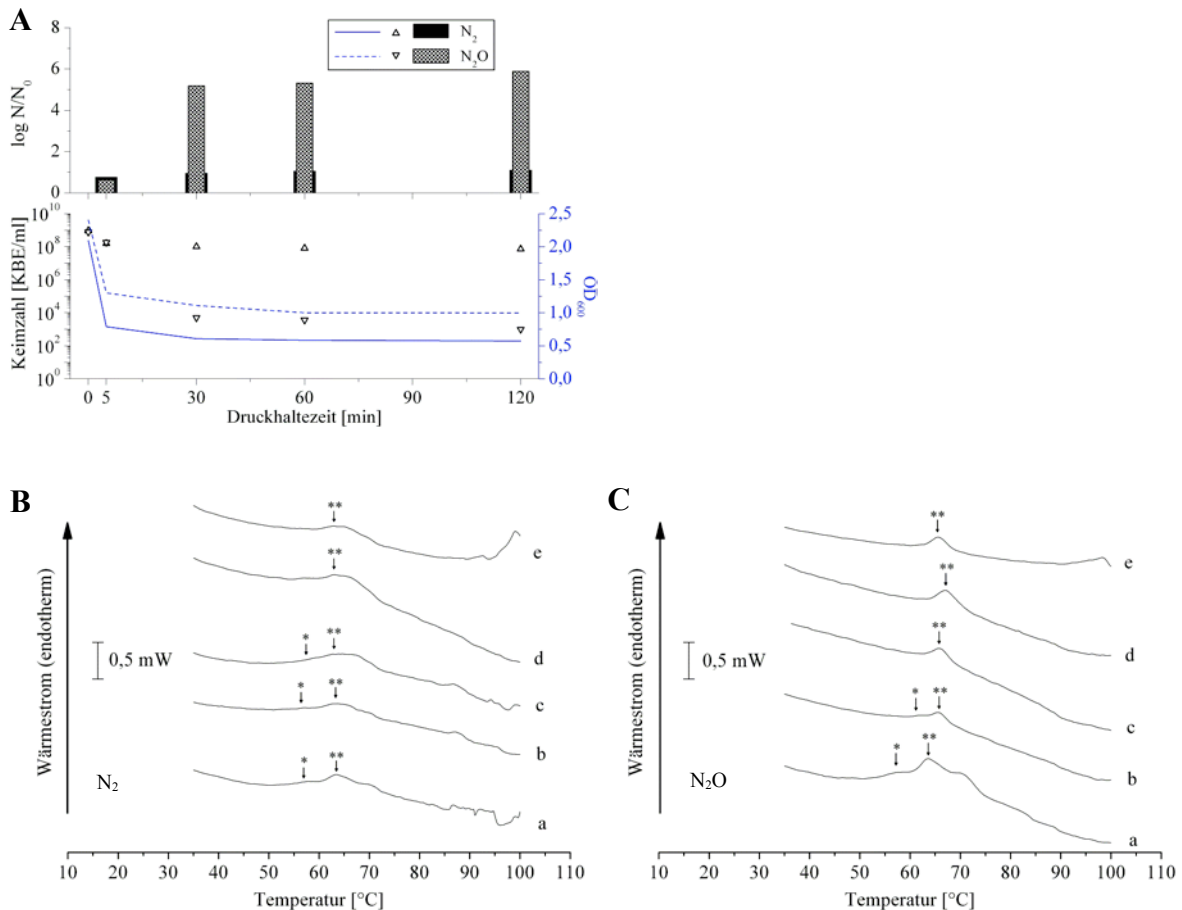 A
log N/N0
8
6
4
2
0
N2
N2O
Keimzahl [KBE/ml]
10^10
10^8
10^6
10^4
10^2
10^0
2,5
2,0
1,5
1,0
0,5
0,0
OD600
0 5 30 60 90 120
Druckhaltezeit [min]
B
Wärmestrom (endotherm)
0,5 mW
**
e
**
d
* **
c
* **
b
* **
a
N2
10 20 30 40 50 60 70 80 90 100 110
Temperatur [°C]
C
Wärmestrom (endotherm)
0,5 mW
**
e
**
d
**
c
* **
b
* **
a
N2O
10 20 30 40 50 60 70 80 90 100 110
Temperatur [°C]